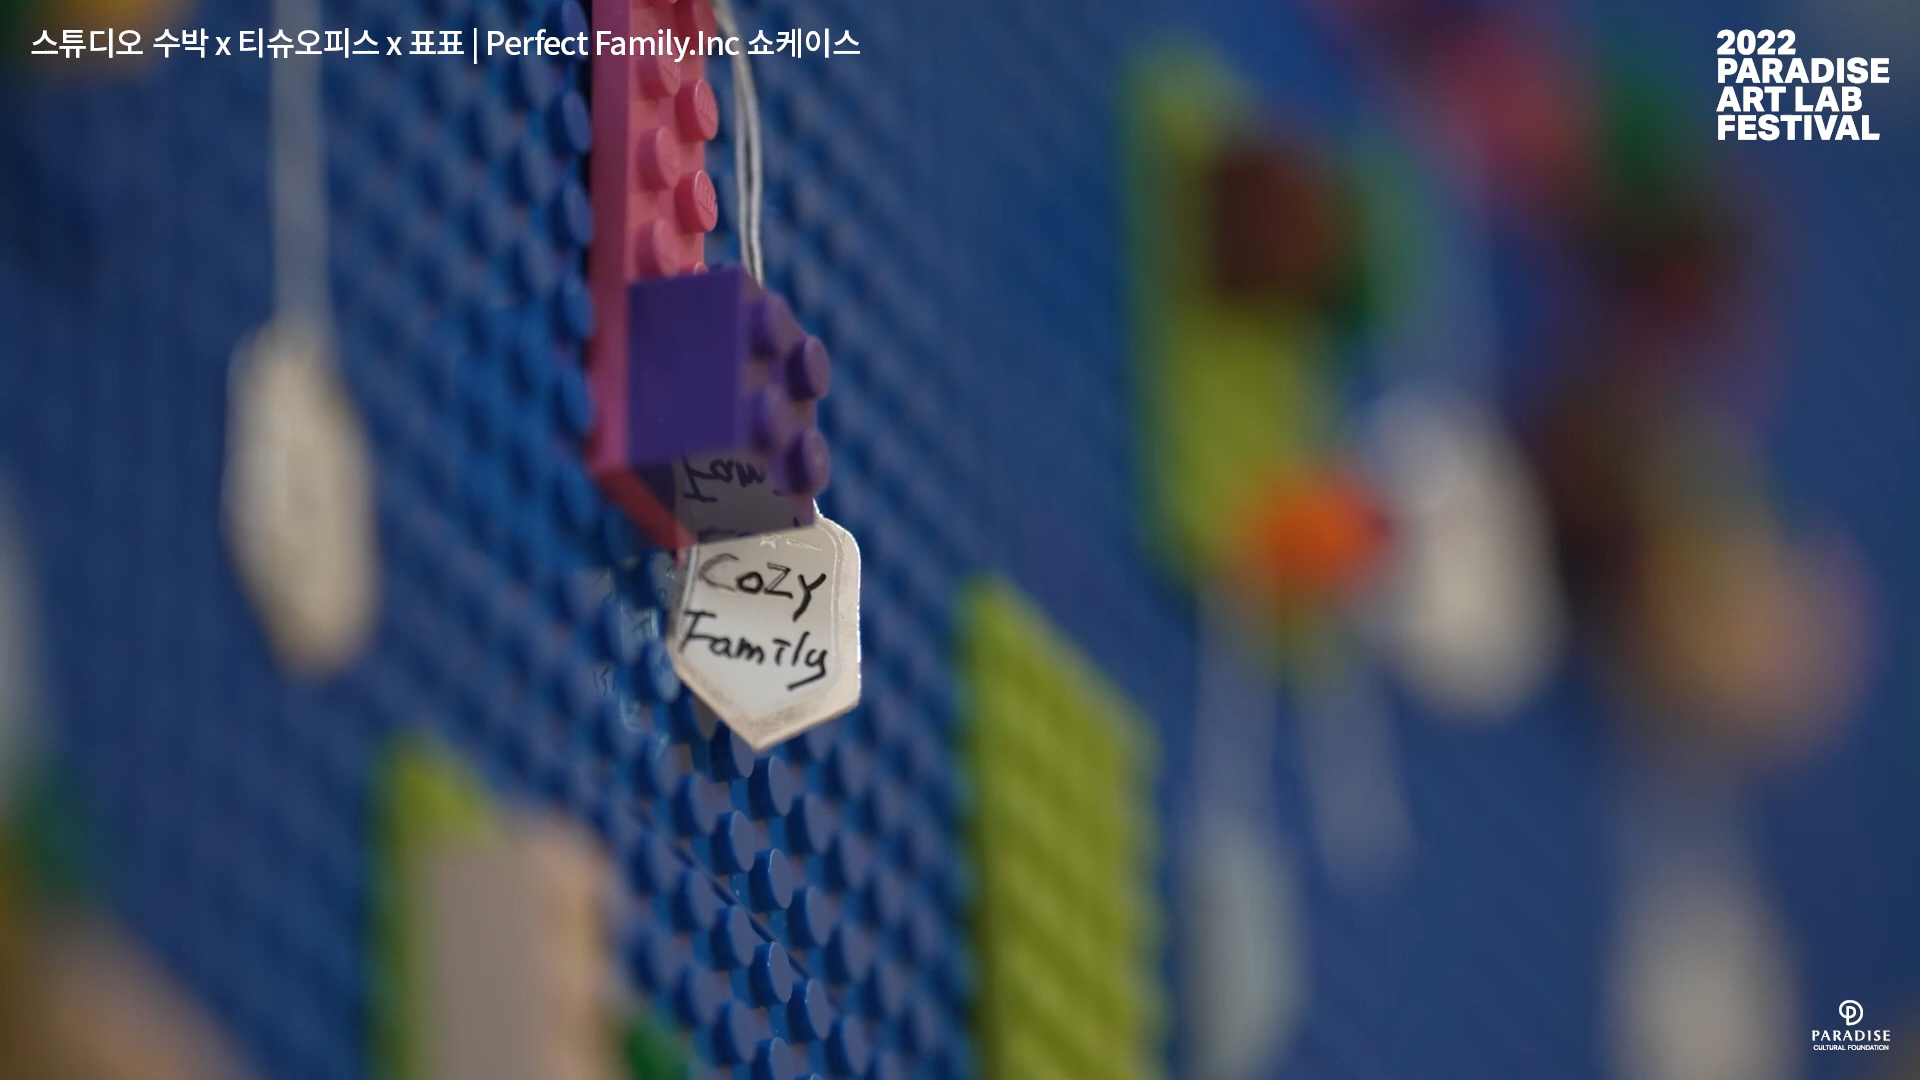 스튜디오 수박 x 티슈오피스 x 표표 | Perfect Family.Inc 쇼케이스
2022
PARADISE
ART LAB
FESTIVAL
COZY
Family
PARADISE
CULTURAL FOUNDATION